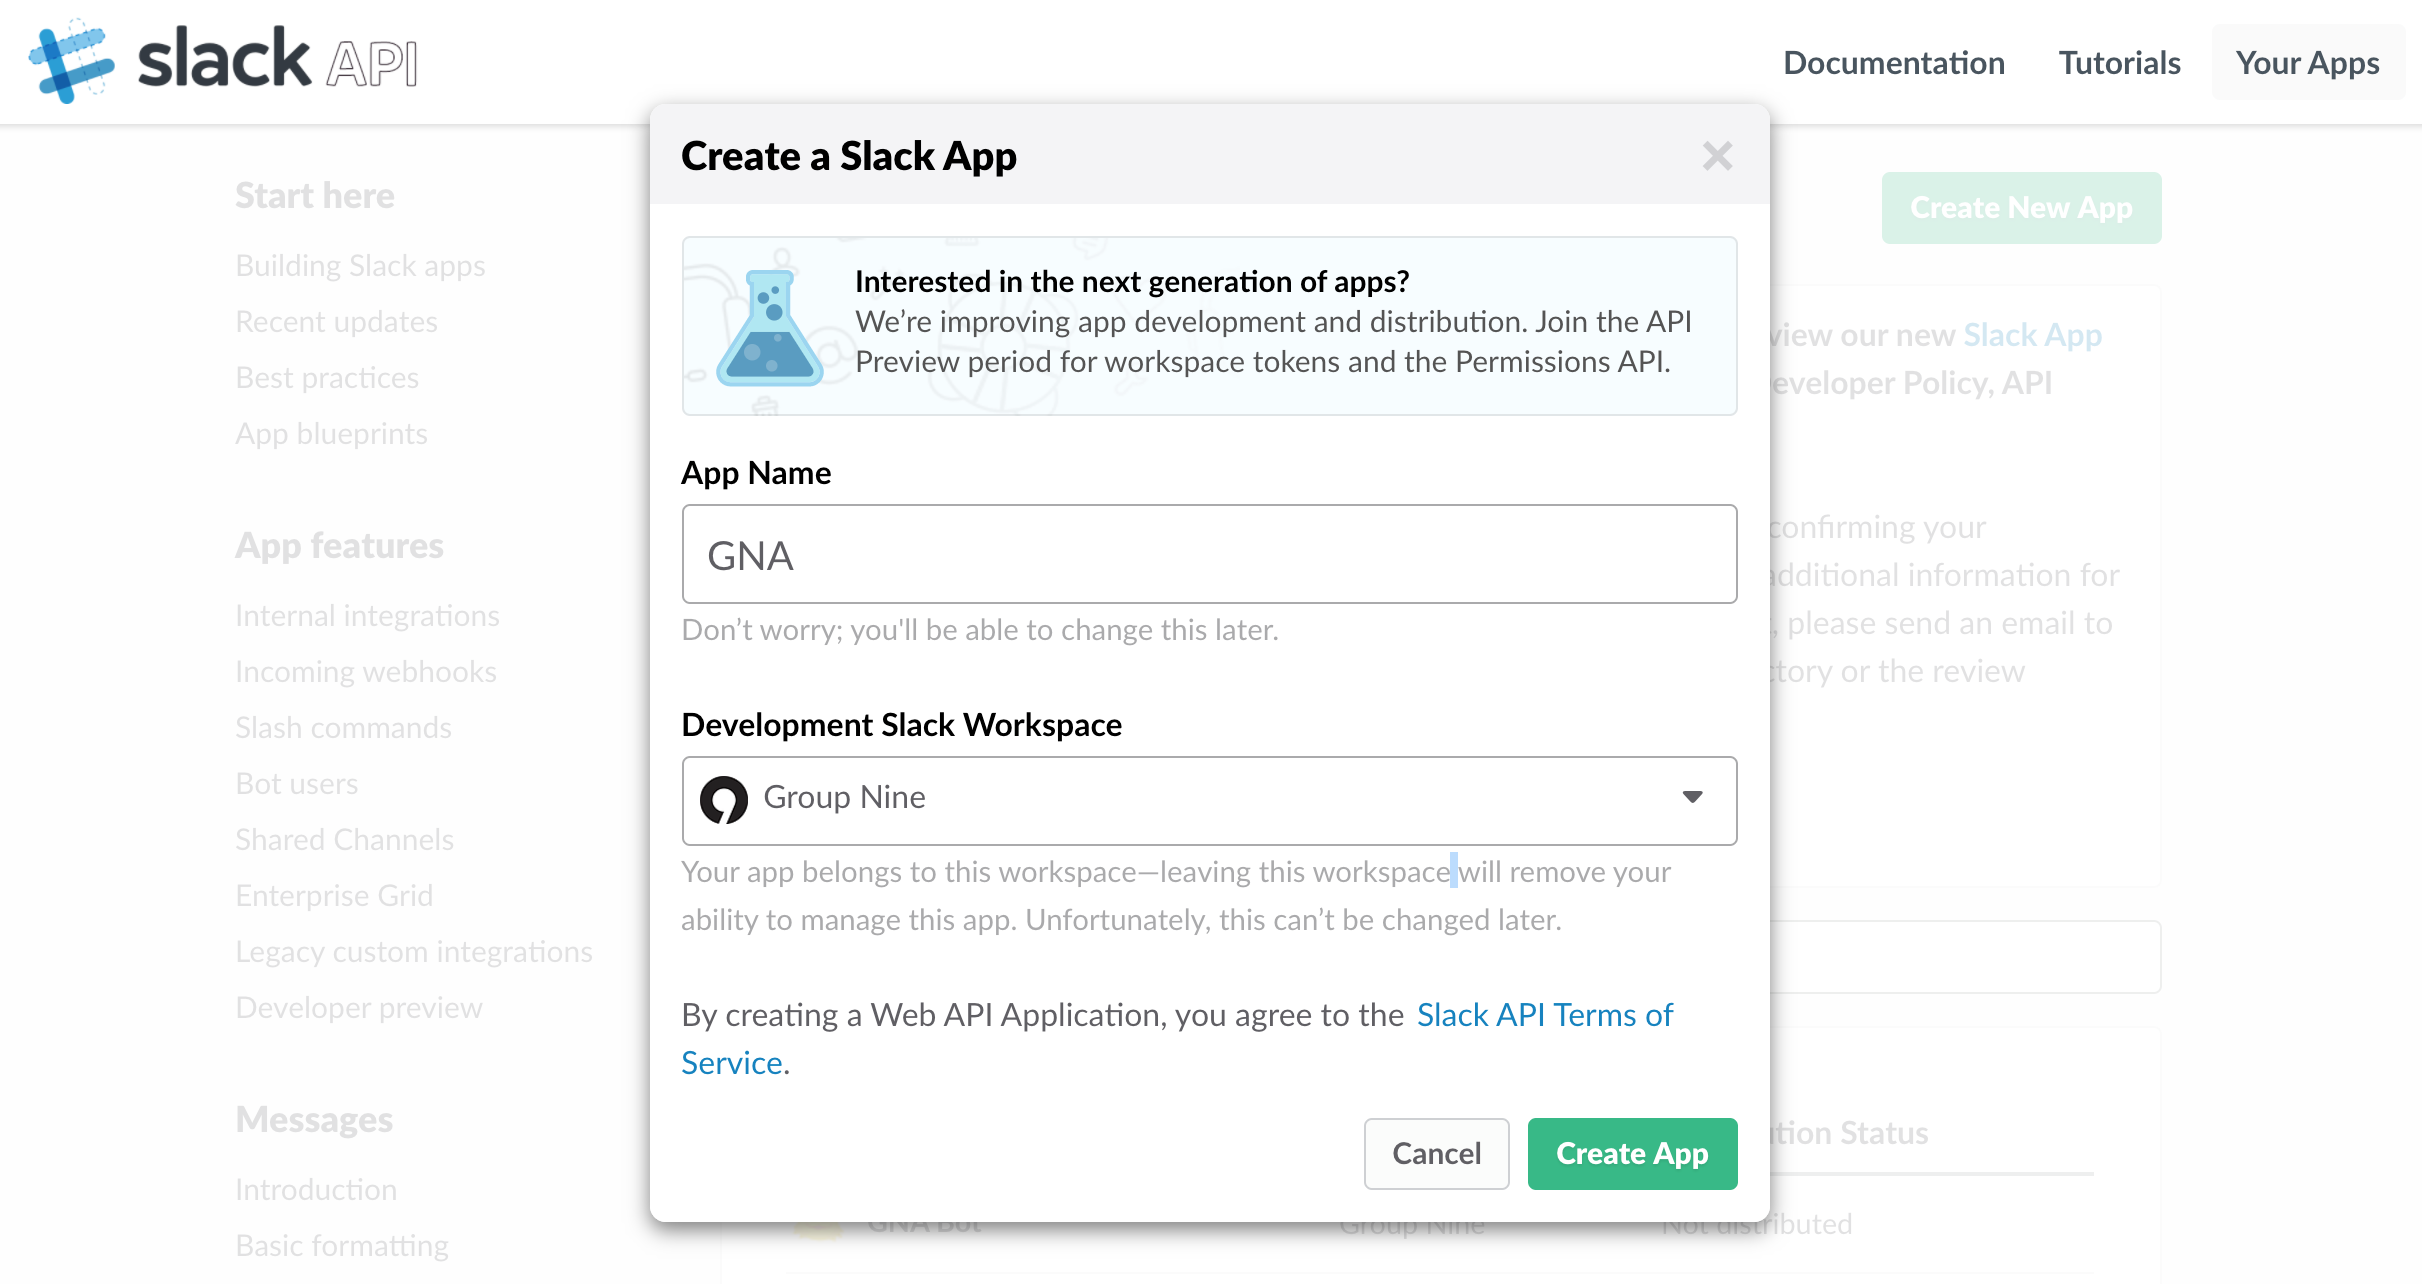 slack API
Documentation
Tutorials
Your Apps
Create a Slack App
Interested in the next generation of apps?
We’re improving app development and distribution. Join the API
Preview period for workspace tokens and the Permissions API.
App Name
GNA
Don’t worry; you'll be able to change this later.
Development Slack Workspace
Group Nine
Your app belongs to this workspace—leaving this workspace will remove your
ability to manage this app. Unfortunately, this can’t be changed later.
By creating a Web API Application, you agree to the Slack API Terms of
Service.
Cancel
Create App
Start here
Building Slack apps
Recent updates
Best practices
App blueprints
App features
Internal integrations
Incoming webhooks
Slash commands
Bot users
Shared Channels
Enterprise Grid
Legacy custom integrations
Developer preview
Messages
Introduction
Basic formatting
Create New App
view our new Slack App
Developer Policy, API
confirming your
additional information for
, please send an email to
or the review
Status
GNA Bot
Group Nine
Not distributed